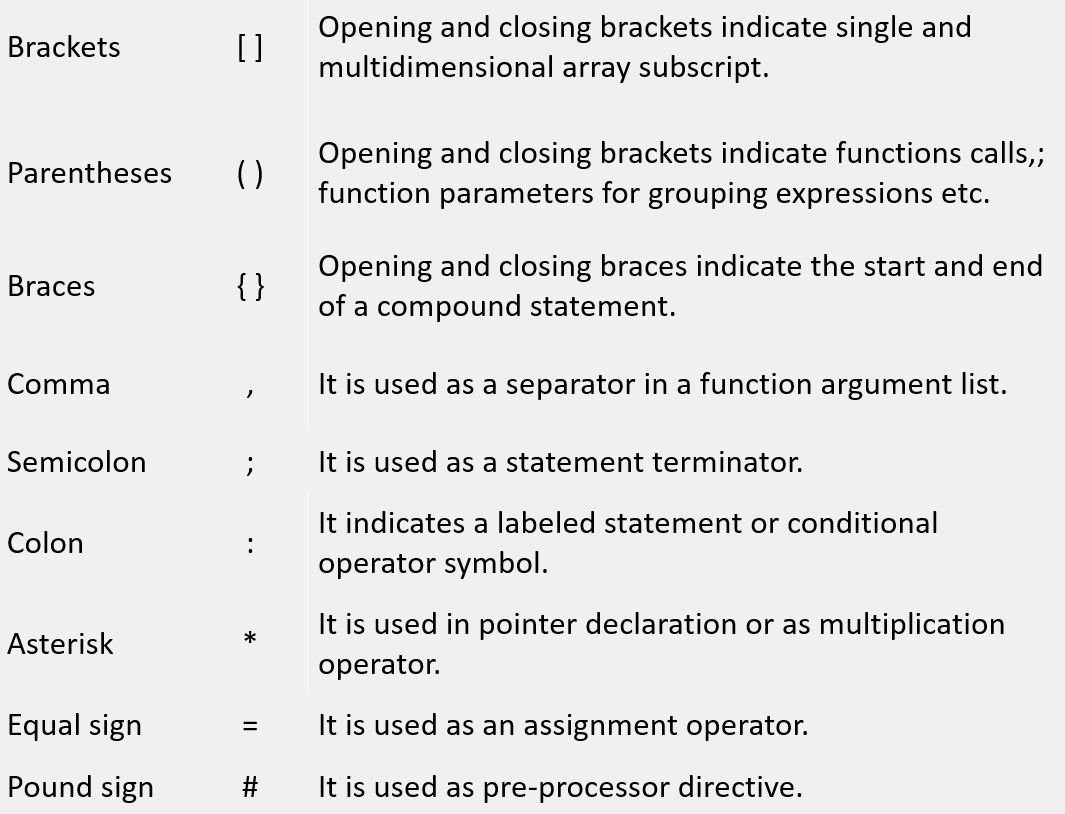 Brackets [ ] Opening and closing brackets indicate single and
multidimensional array subscript.
Parentheses ( ) Opening and closing brackets indicate functions calls,;
function parameters for grouping expressions etc.
Braces { } Opening and closing braces indicate the start and end
of a compound statement.
Comma , It is used as a separator in a function argument list.
Semicolon ; It is used as a statement terminator.
Colon : It indicates a labeled statement or conditional
operator symbol.
Asterisk * It is used in pointer declaration or as multiplication
operator.
Equal sign = It is used as an assignment operator.
Pound sign # It is used as pre-processor directive.